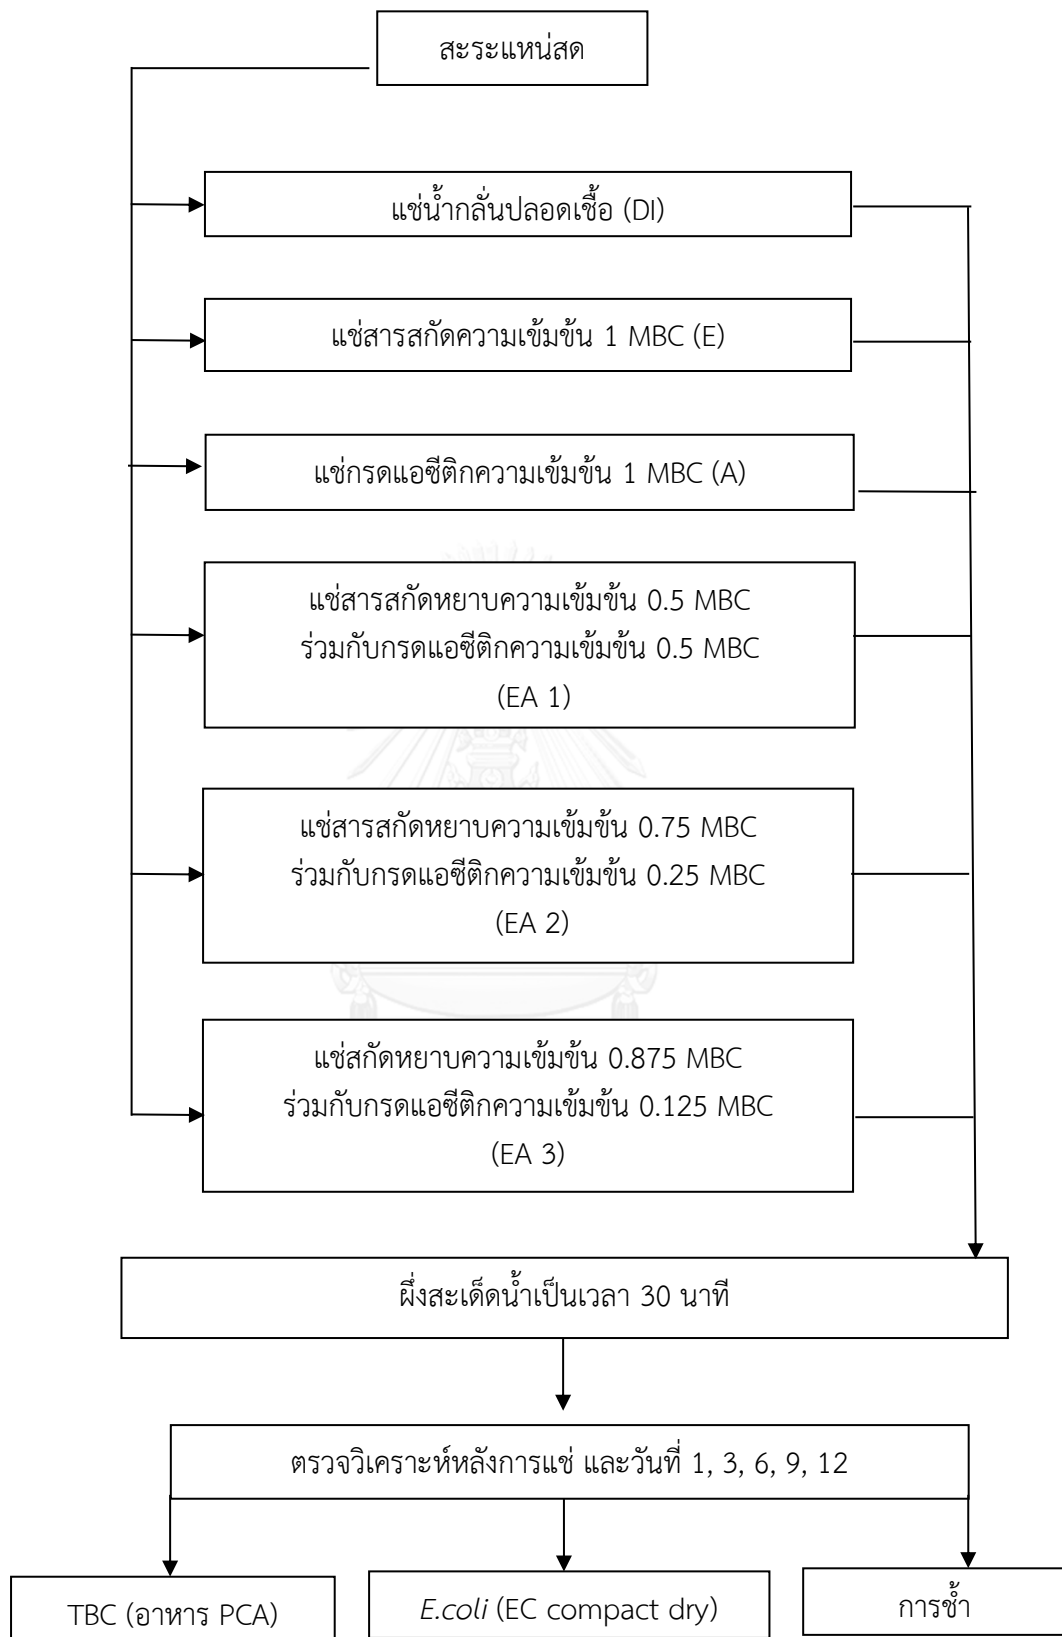 สะระแหน่สด
แช่น้ำกลั่นปลอดเชื้อ (DI)
แช่สารสกัดความเข้มข้น 1 MBC (E)
แช่กรดแอซีติกความเข้มข้น 1 MBC (A)
แช่สารสกัดหยาบความเข้มข้น 0.5 MBC
ร่วมกับกรดแอซีติกความเข้มข้น 0.5 MBC
(EA 1)
แช่สารสกัดหยาบความเข้มข้น 0.75 MBC
ร่วมกับกรดแอซีติกความเข้มข้น 0.25 MBC
(EA 2)
แช่สกัดหยาบความเข้มข้น 0.875 MBC
ร่วมกับกรดแอซีติกความเข้มข้น 0.125 MBC
(EA 3)
ผึ่งสะเด็ดน้ำเป็นเวลา 30 นาที
ตรวจวิเคราะห์หลังการแช่ และวันที่ 1, 3, 6, 9, 12
TBC (อาหาร PCA)
E.coli (EC compact dry)
การช้ำ